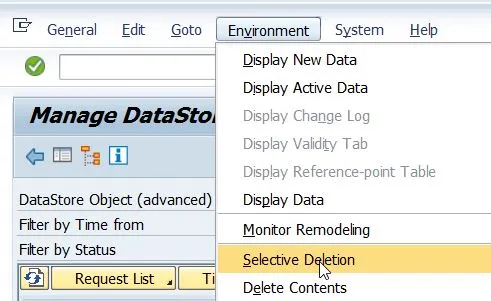 General Edit Goto Environment System Help
Display New Data
Display Active Data
Manage DataSto
Display Change Log
Display Validity Tab
Display Reference-point Table
DataStore Object (advanced)
Display Data
Filter by Time from
Monitor Remodeling
Filter by Status
Selective Deletion
Request List Ti
Delete Contents